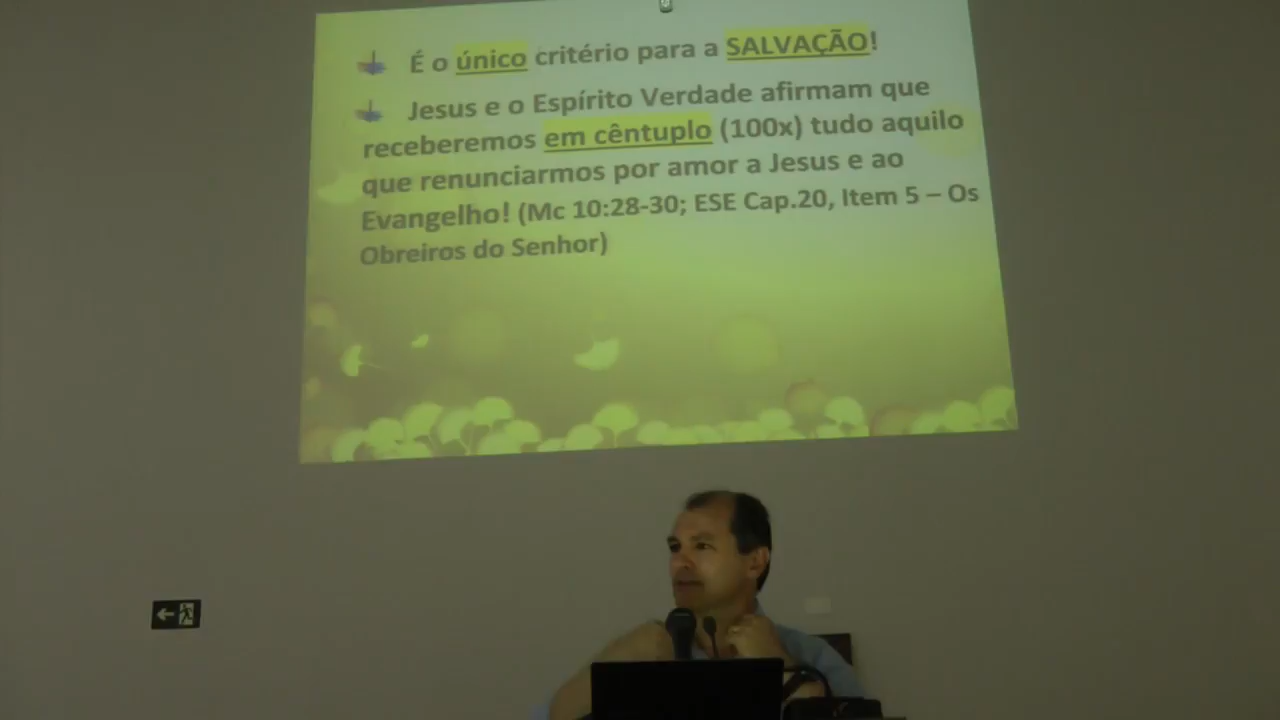 É o único critério para a SALVAÇÃO!
Jesus e o Espírito Verdade afirmam que
receberemos em cêntuplo (100x) tudo aquilo
que renunciarmos por amor a Jesus e ao
Evangelho! (Mc 10:28-30; ESE Cap.20, Item 5 – Os
Obreiros do Senhor)